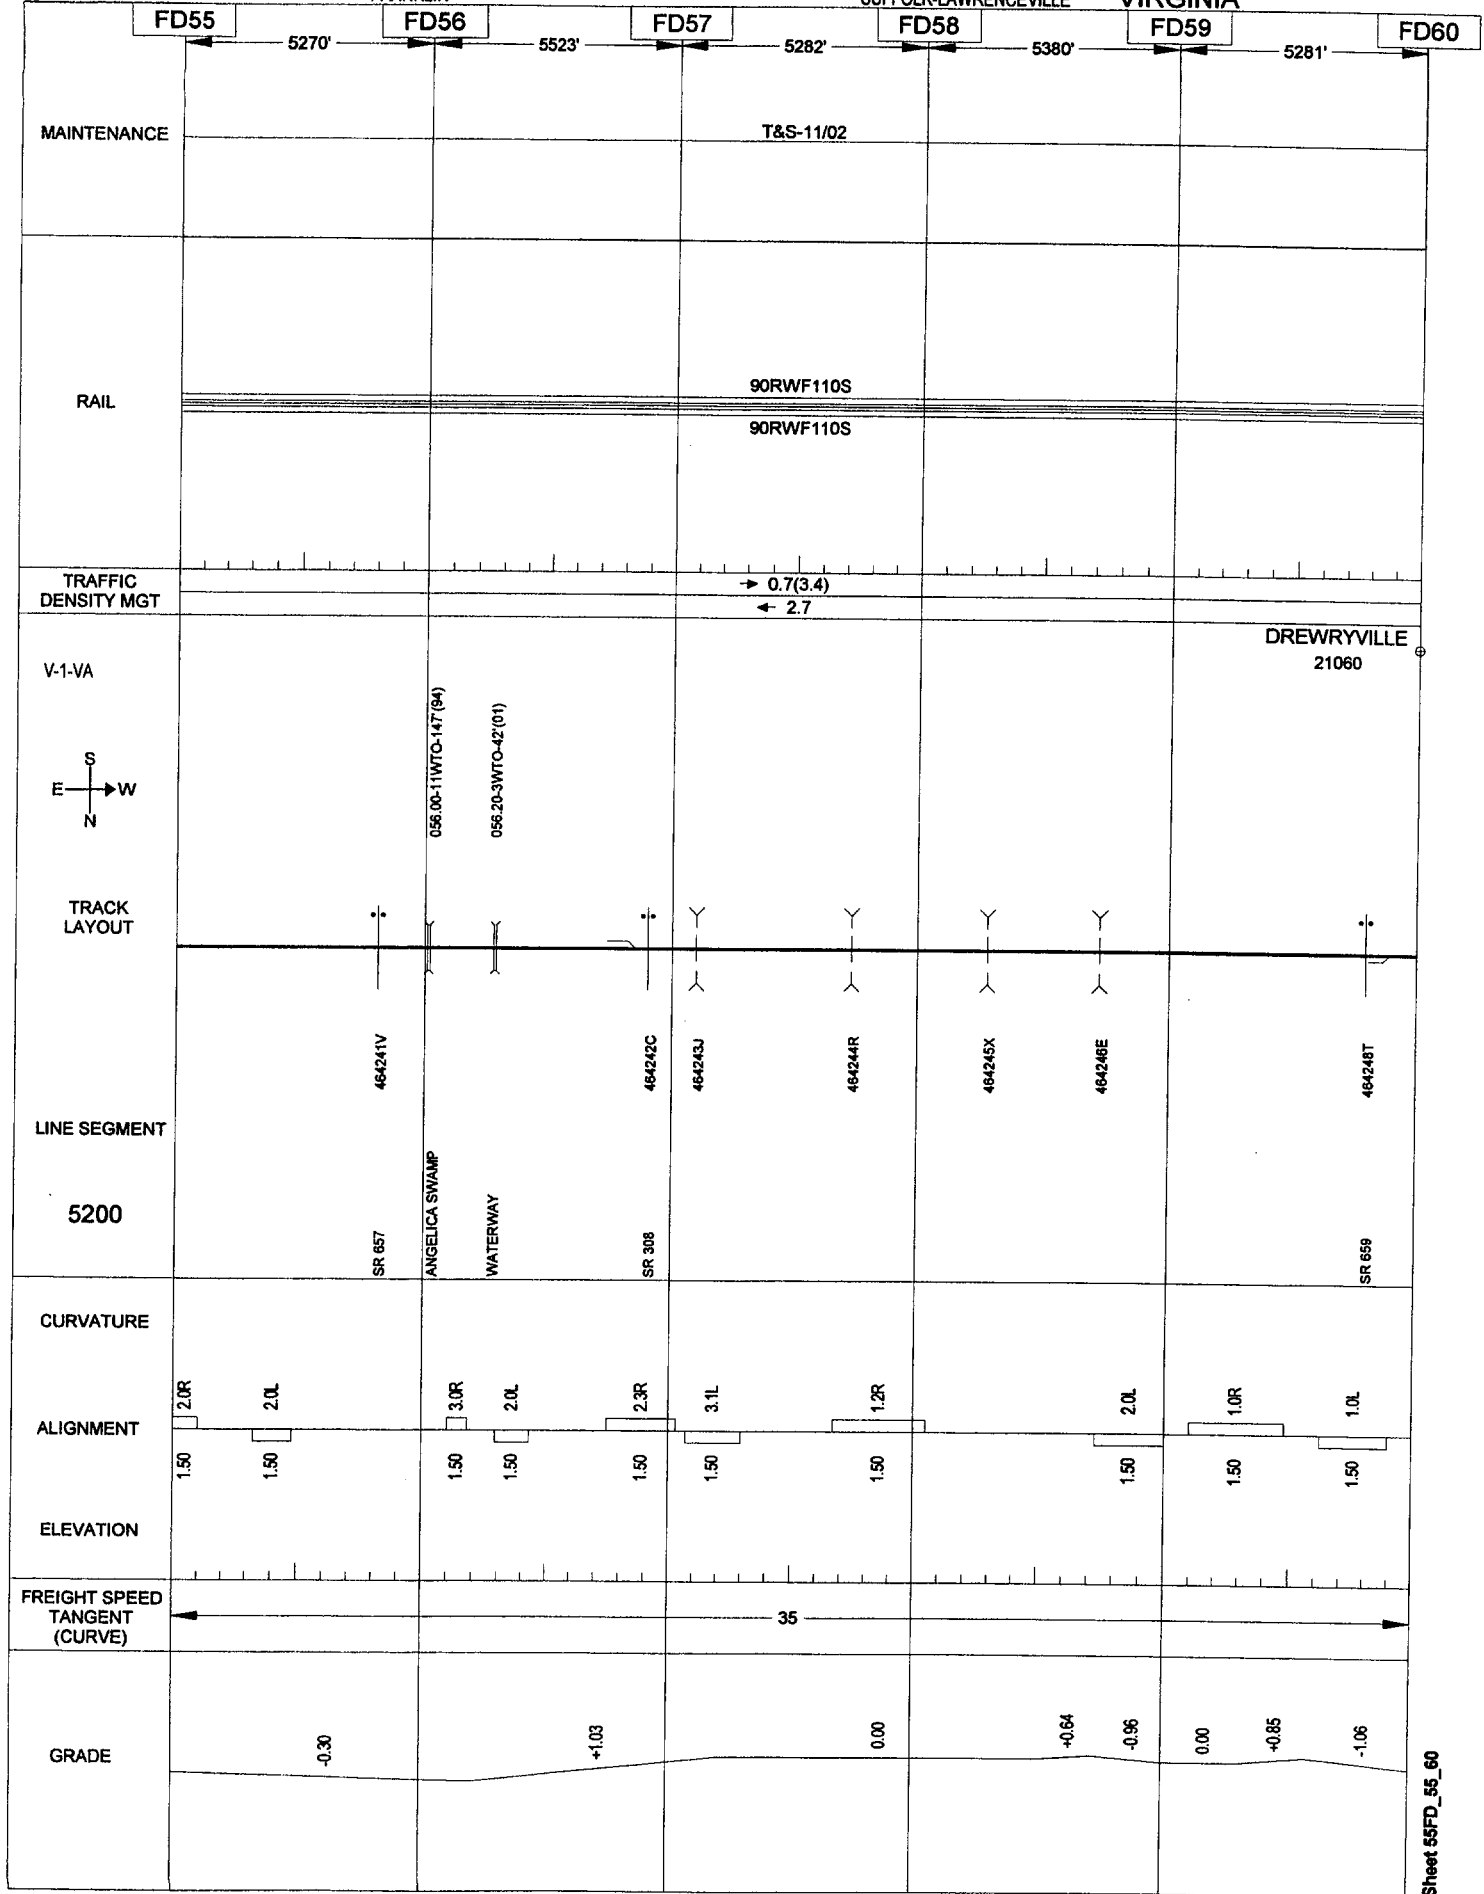 SUFFOLK-LAWRENCEVILLE VIRGINIA
FD55 FD56 FD57 FD58 FD59 FD60
5270' 5523' 5282' 5380' 5281'
MAINTENANCE
T&S-11/02
RAIL
90RWF110S
90RWF110S
TRAFFIC
DENSITY MGT
0.7(3.4)
2.7
DREWRYVILLE
21060
V-1-VA
S
E W
N
056.00-11WTO-147'(94)
056.20-3WTO-42'(01)
TRACK
LAYOUT
464241V
464242C
464243J
464244R
464245X
464246E
464248T
LINE SEGMENT
5200
SR 657
ANGELICA SWAMP
WATERWAY
SR 308
SR 659
CURVATURE
2.0R 2.0L 3.0R 2.0L 2.3R 3.1L 1.2R 2.0L 1.0R 1.0L
ALIGNMENT
1.50 1.50 1.50 1.50 1.50 1.50 1.50 1.50 1.50 1.50
ELEVATION
FREIGHT SPEED
TANGENT
(CURVE)
35
GRADE
-0.30 +1.03 0.00 +0.64 -0.96 0.00 +0.85 -1.06
Sheet 55FD_55_60